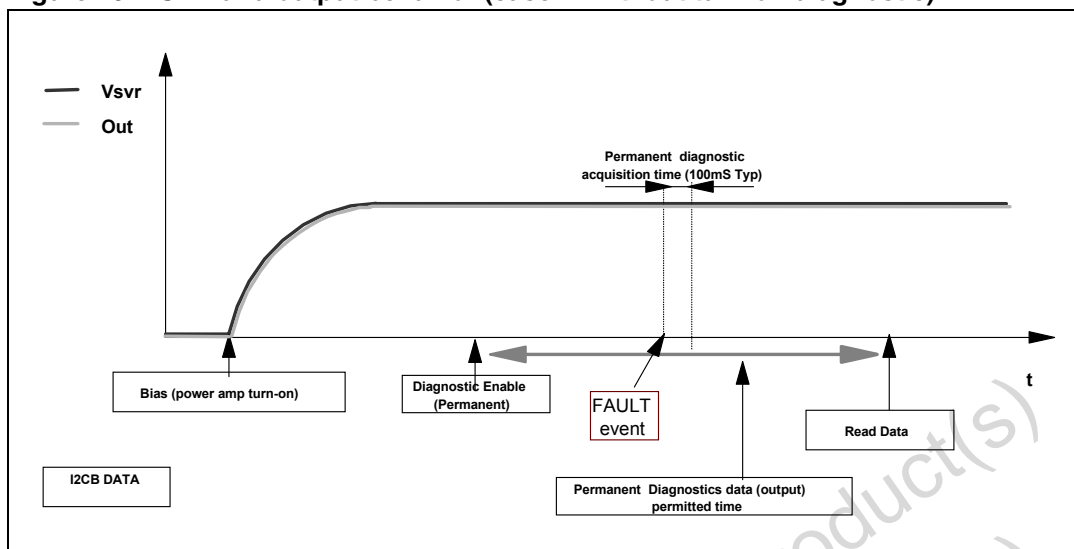 Vsvr
Out
Permanent diagnostic
acquisition time (100mS Typ)
t
Bias (power amp turn-on)
Diagnostic Enable
(Permanent)
FAULT
event
Read Data
I2CB DATA
Permanent Diagnostics data (output)
permitted time